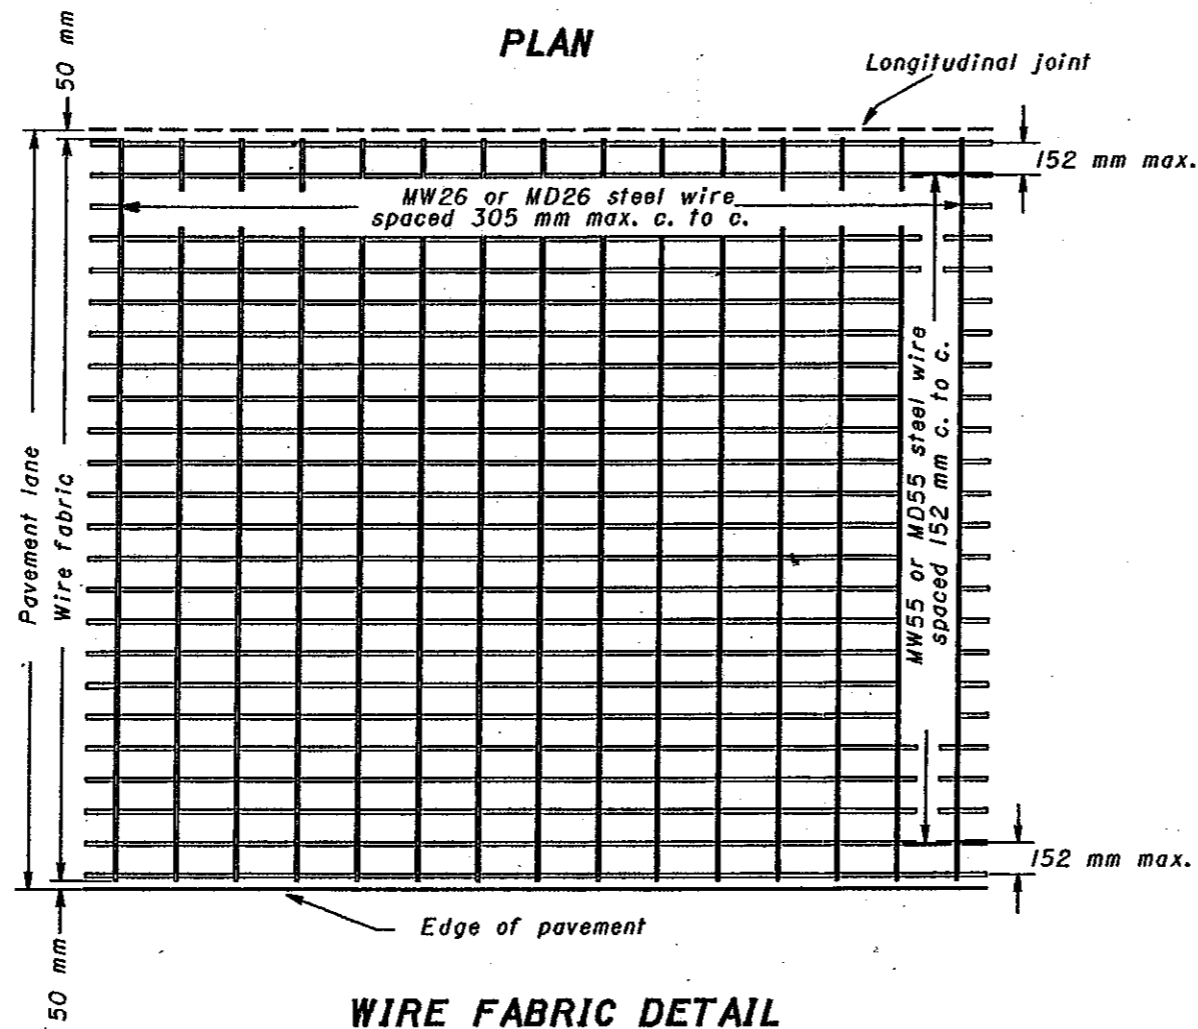 PLAN
50 mm
Longitudinal joint
152 mm max.
MW26 or MD26 steel wire
spaced 305 mm max. c. to c.
Pavement lane
Wire fabric
MW55 or MD55 steel wire
spaced 152 mm c. to c.
152 mm max.
Edge of pavement
50 mm
WIRE FABRIC DETAIL